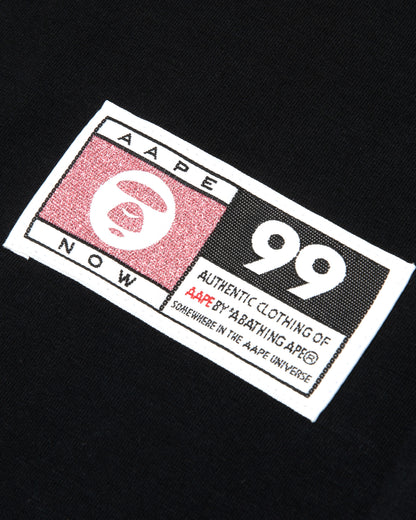 AAPE
NOW
99
AUTHENTIC CLOTHING OF
AAPE BY *A BATHING APE®
SOMEWHERE IN THE AAPE UNIVERSE